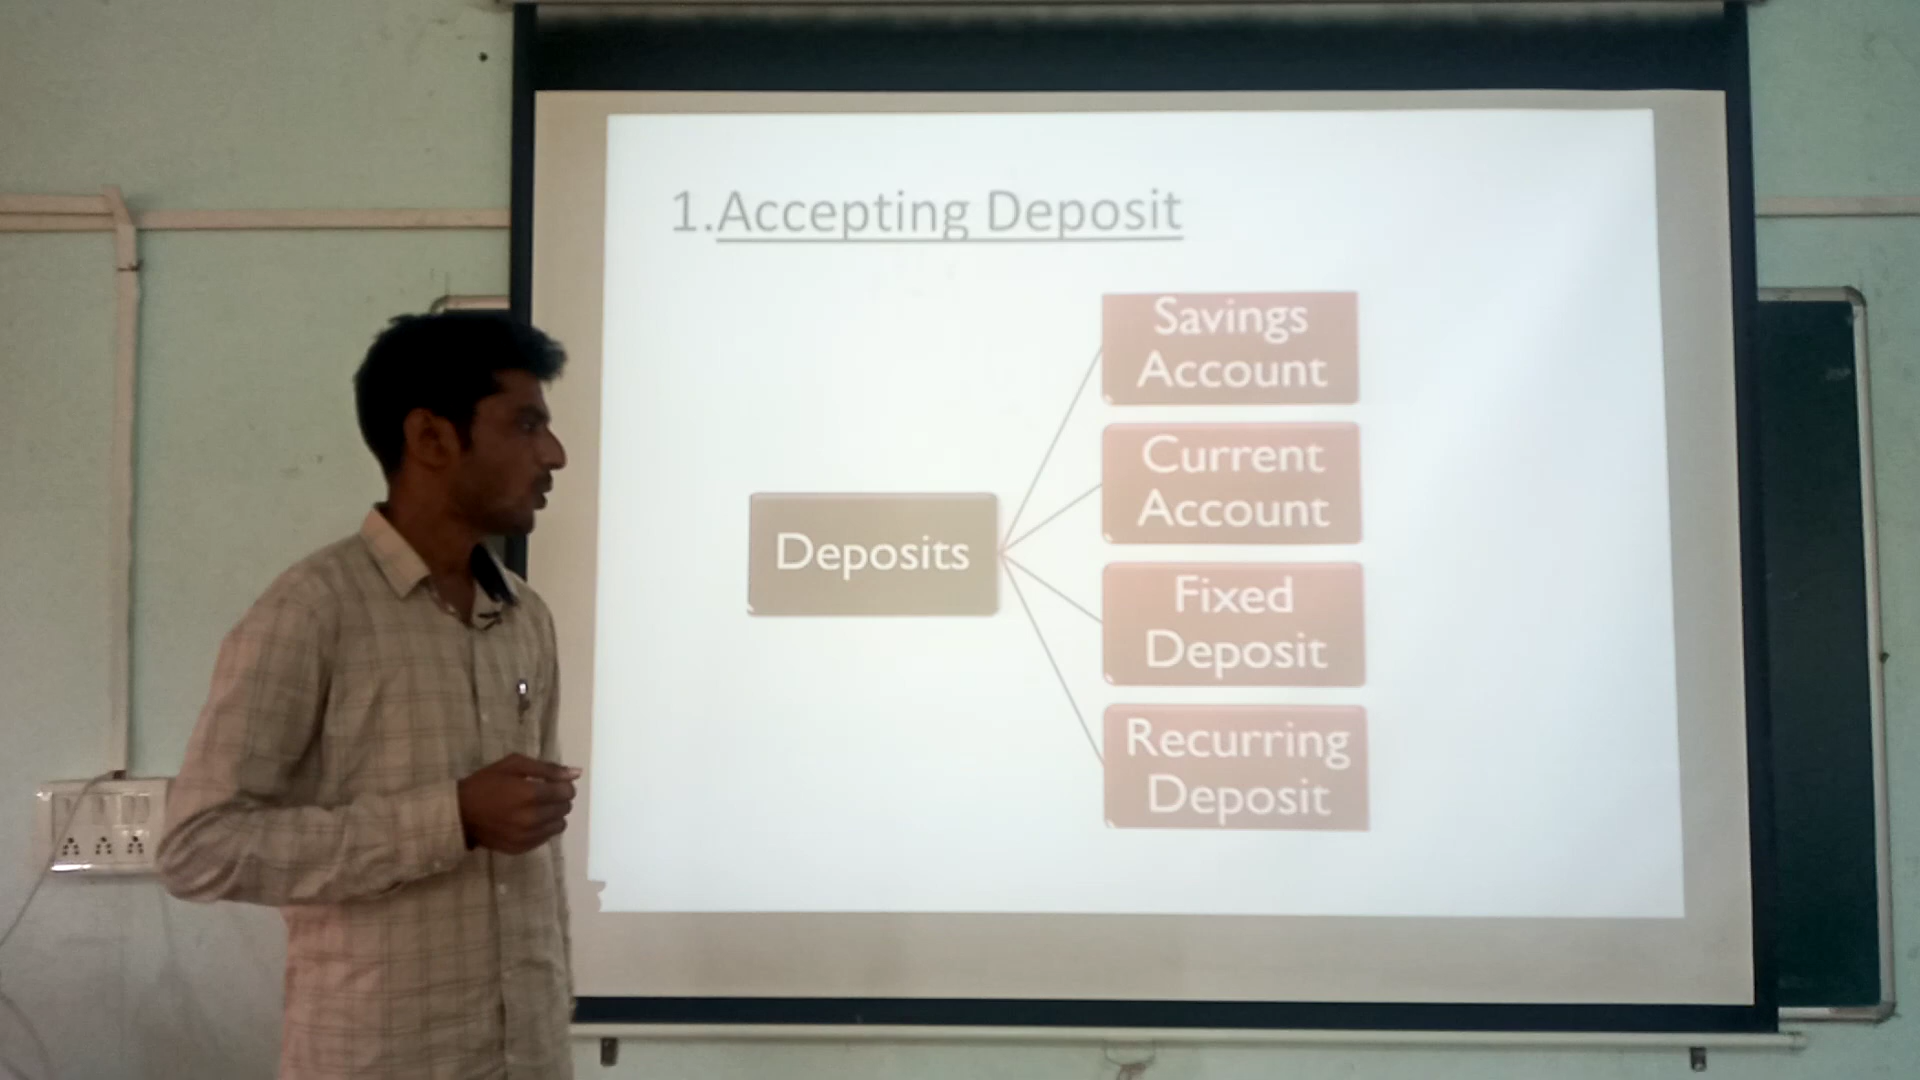 1.Accepting Deposit
Savings
Account
Current
Account
Deposits
Fixed
Deposit
Recurring
Deposit